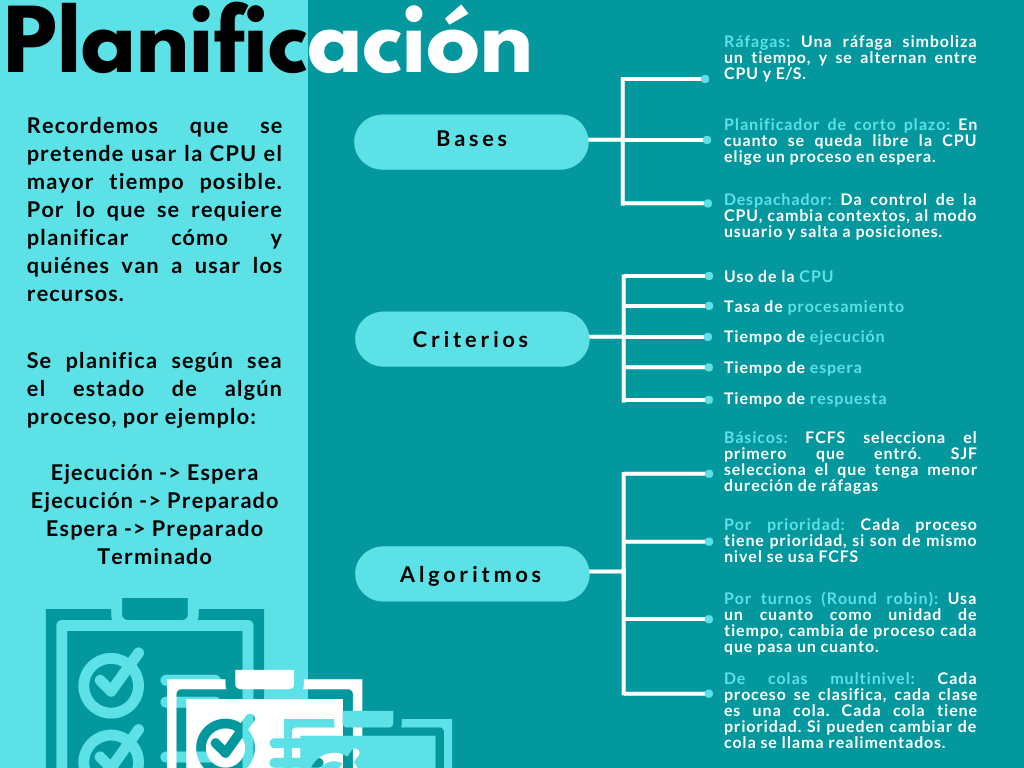 Planificación
Recordemos que se
pretende usar la CPU el
mayor tiempo posible.
Por lo que se requiere
planificar cómo y
quiénes van a usar los
recursos.
Se planifica según sea
el estado de algún
proceso, por ejemplo:
Ejecución -> Espera
Ejecución -> Preparado
Espera -> Preparado
Terminado
Bases
Ráfagas: Una ráfaga simboliza
un tiempo, y se alternan entre
CPU y E/S.
Planificador de corto plazo: En
cuanto se queda libre la CPU
elige un proceso en espera.
Despachador: Da control de la
CPU, cambia contextos, al modo
usuario y salta a posiciones.
Criterios
Uso de la CPU
Tasa de procesamiento
Tiempo de ejecución
Tiempo de espera
Tiempo de respuesta
Algoritmos
Básicos: FCFS selecciona el
primero que entró. SJF
selecciona el que tenga menor
dureción de ráfagas
Por prioridad: Cada proceso
tiene prioridad, si son de mismo
nivel se usa FCFS
Por turnos (Round robin): Usa
un cuanto como unidad de
tiempo, cambia de proceso cada
que pasa un cuanto.
De colas multinivel: Cada
proceso se clasifica, cada clase
es una cola. Cada cola tiene
prioridad. Si pueden cambiar de
cola se llama realimentados.